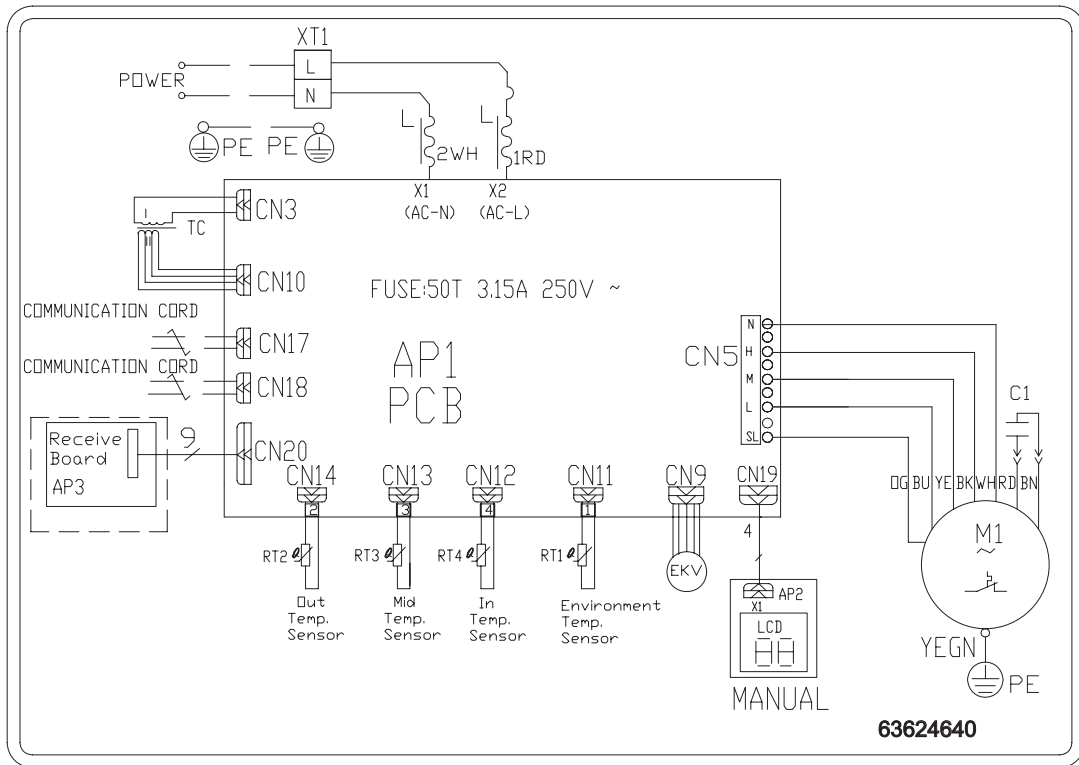 XT1
POWER
L
N
PE PE
L
L
2WH
1RD
X1
(AC-N)
X2
(AC-L)
CN3
I
II
TC
CN10
FUSE:50T 3.15A 250V ~
COMMUNICATION CORD
CN17
COMMUNICATION CORD
CN18
AP1
PCB
CN5
N
H
M
L
SL
C1
Receive
Board
AP3
9
CN20
CN14
CN13
CN12
CN11
CN9
CN19
OG BU YE BK WH RD BN
2
3
4
1
4
RT2 θ
RT3 θ
RT4 θ
RT1 θ
EKV
M1
~
Out
Temp.
Sensor
Mid
Temp.
Sensor
In
Temp.
Sensor
Environment
Temp.
Sensor
AP2
X1
LCD
88
MANUAL
YEGN
PE
63624640